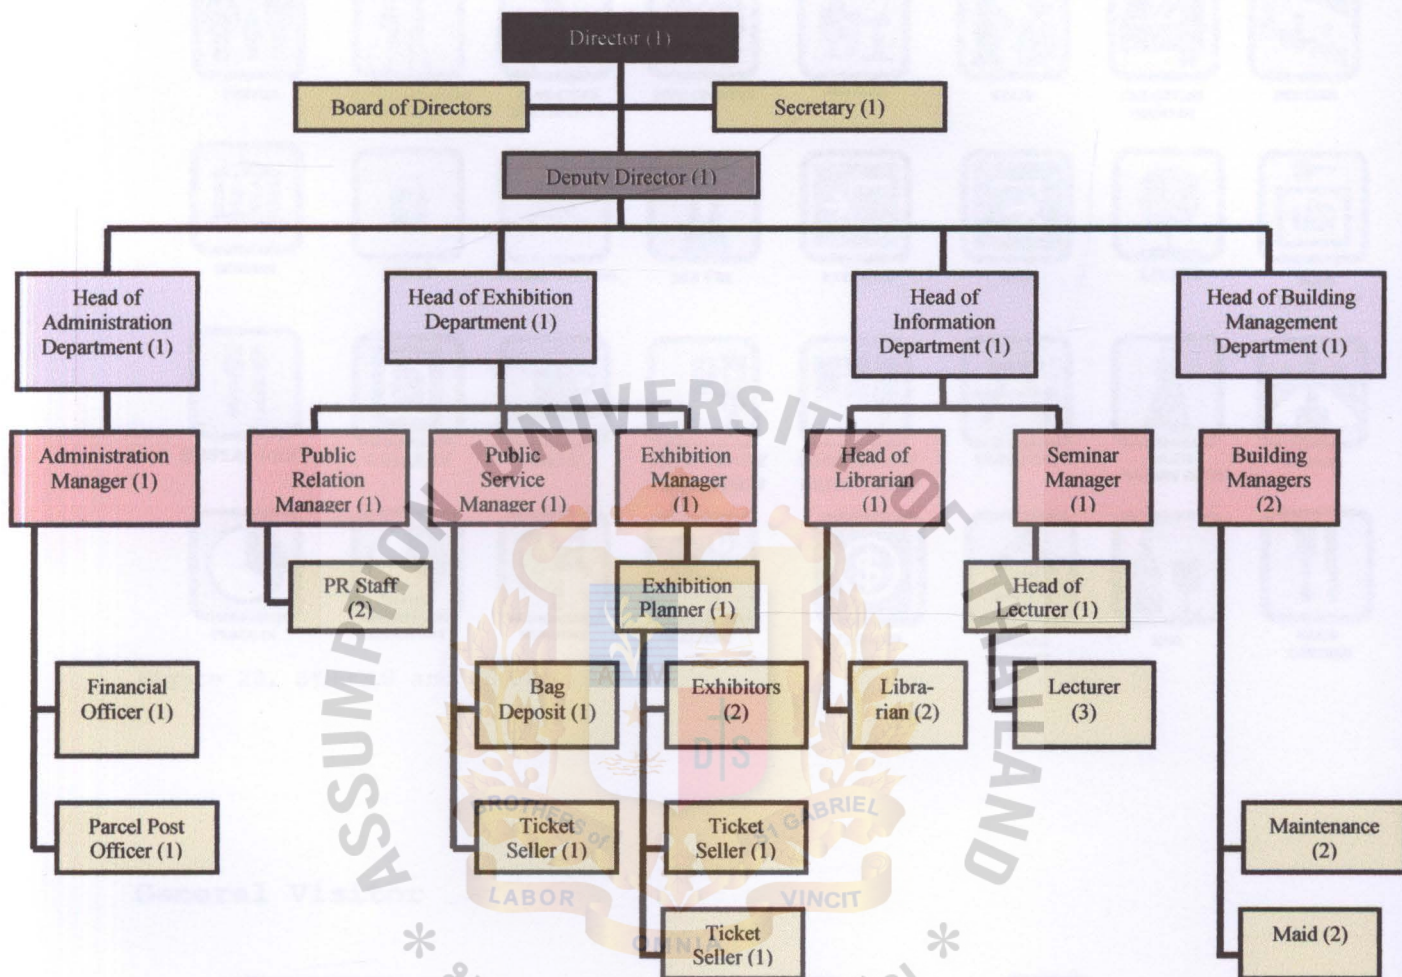 Director (1)
Board of Directors
Secretary (1)
Deputy Director (1)
Head of
Administration
Department (1)
Head of Exhibition
Department (1)
Head of
Information
Department (1)
Head of Building
Management
Department (1)
Administration
Manager (1)
Public
Relation
Manager (1)
Public
Service
Manager (1)
Exhibition
Manager
(1)
Head of
Librarian
(1)
Seminar
Manager
(1)
Building
Managers
(2)
PR Staff
(2)
Exhibition
Planner (1)
Head of
Lecturer (1)
Financial
Officer (1)
Bag
Deposit (1)
Exhibitors
(2)
Libra-
rian (2)
Lecturer
(3)
Parcel Post
Officer (1)
Ticket
Seller (1)
Ticket
Seller (1)
Maintenance
(2)
Ticket
Seller (1)
Maid (2)
ASSUMPTION UNIVERSITY OF THAILAND
D S
BROTHERS of
ST GABRIEL
LABOR
OMNIA
VINCIT
General Visitor